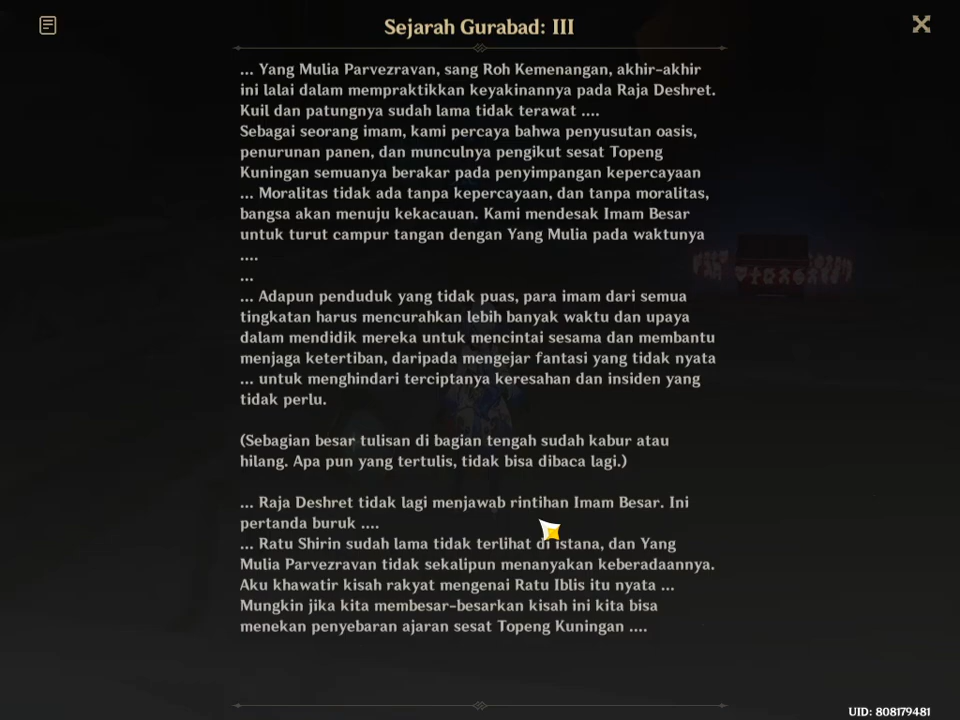 Sejarah Gurabad: III
... Yang Mulia Parvezravan, sang Roh Kemenangan, akhir-akhir
ini lalai dalam mempraktikkan keyakinannya pada Raja Deshret.
Kuil dan patungnya sudah lama tidak terawat ....
Sebagai seorang imam, kami percaya bahwa penyusutan oasis,
penurunan panen, dan munculnya pengikut sesat Topeng
Kuningan semuanya berakar pada penyimpangan kepercayaan
... Moralitas tidak ada tanpa kepercayaan, dan tanpa moralitas,
bangsa akan menuju kekacauan. Kami mendesak Imam Besar
untuk turut campur tangan dengan Yang Mulia pada waktunya
....
...
... Adapun penduduk yang tidak puas, para imam dari semua
tingkatan harus mencurahkan lebih banyak waktu dan upaya
dalam mendidik mereka untuk mencintai sesama dan membantu
menjaga ketertiban, daripada mengejar fantasi yang tidak nyata
... untuk menghindari terciptanya keresahan dan insiden yang
tidak perlu.
(Sebagian besar tulisan di bagian tengah sudah kabur atau
hilang. Apa pun yang tertulis, tidak bisa dibaca lagi.)
... Raja Deshret tidak lagi menjawab rintihan Imam Besar. Ini
pertanda buruk ....
... Ratu Shirin sudah lama tidak terlihat di istana, dan Yang
Mulia Parvezravan tidak sekalipun menanyakan keberadaannya.
Aku khawatir kisah rakyat mengenai Ratu Iblis itu nyata ...
Mungkin jika kita membesar-besarkan kisah ini kita bisa
menekan penyebaran ajaran sesat Topeng Kuningan ....
UID: 808179481